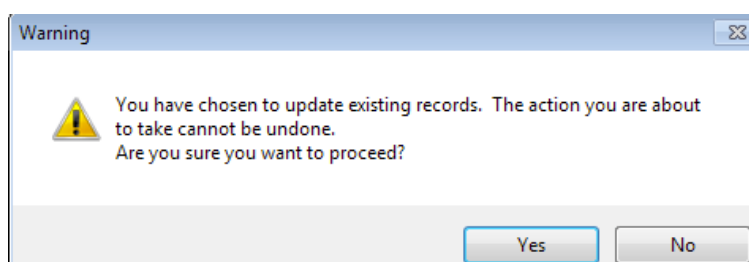 Warning
You have chosen to update existing records.  The action you are about
to take cannot be undone.
Are you sure you want to proceed?
Yes
No